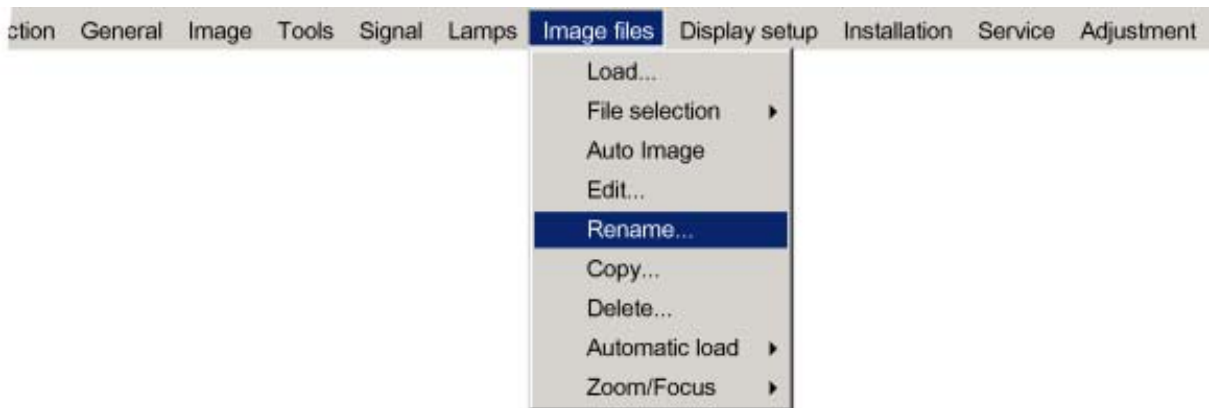 ction General Image Tools Signal Lamps Image files Display setup Installation Service Adjustment
Load...
File selection
Auto Image
Edit...
Rename...
Copy...
Delete...
Automatic load
Zoom/Focus